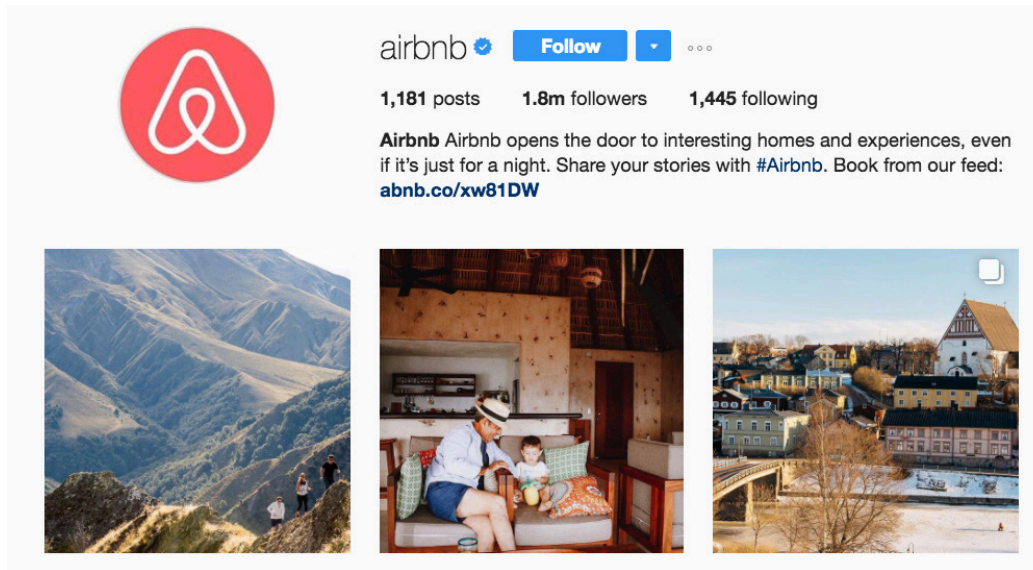 airbnb Follow
1,181 posts 1.8m followers 1,445 following
Airbnb Airbnb opens the door to interesting homes and experiences, even
if it’s just for a night. Share your stories with #Airbnb. Book from our feed:
abnb.co/xw81DW